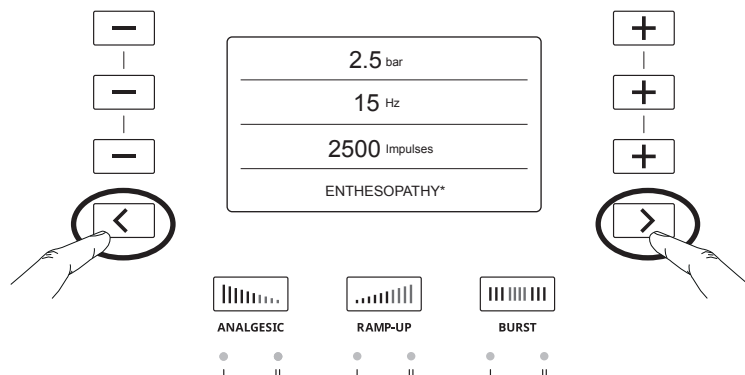 2.5 bar
15 Hz
2500 Impulses
ENTHESOPATHY*
ANALGESIC RAMP-UP BURST
I II I II I II